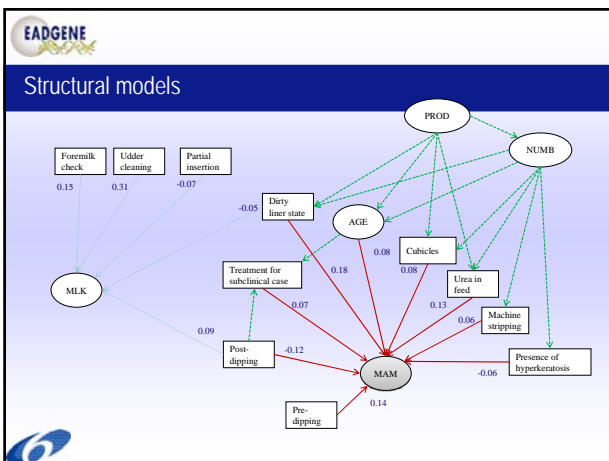 EADGENE
Structural models
PROD
NUMB
Foremilk
check
Udder
cleaning
Partial
insertion
0.15
0.31
-0.07
-0.05
Dirty
liner state
AGE
0.08
Cubicles
0.08
Treatment for
subclinical case
0.18
Urea in
feed
MLK
0.07
0.13
0.06
Machine
stripping
0.09
Post-
dipping
-0.12
MAM
-0.06
Presence of
hyperkeratosis
Pre-
dipping
0.14
6